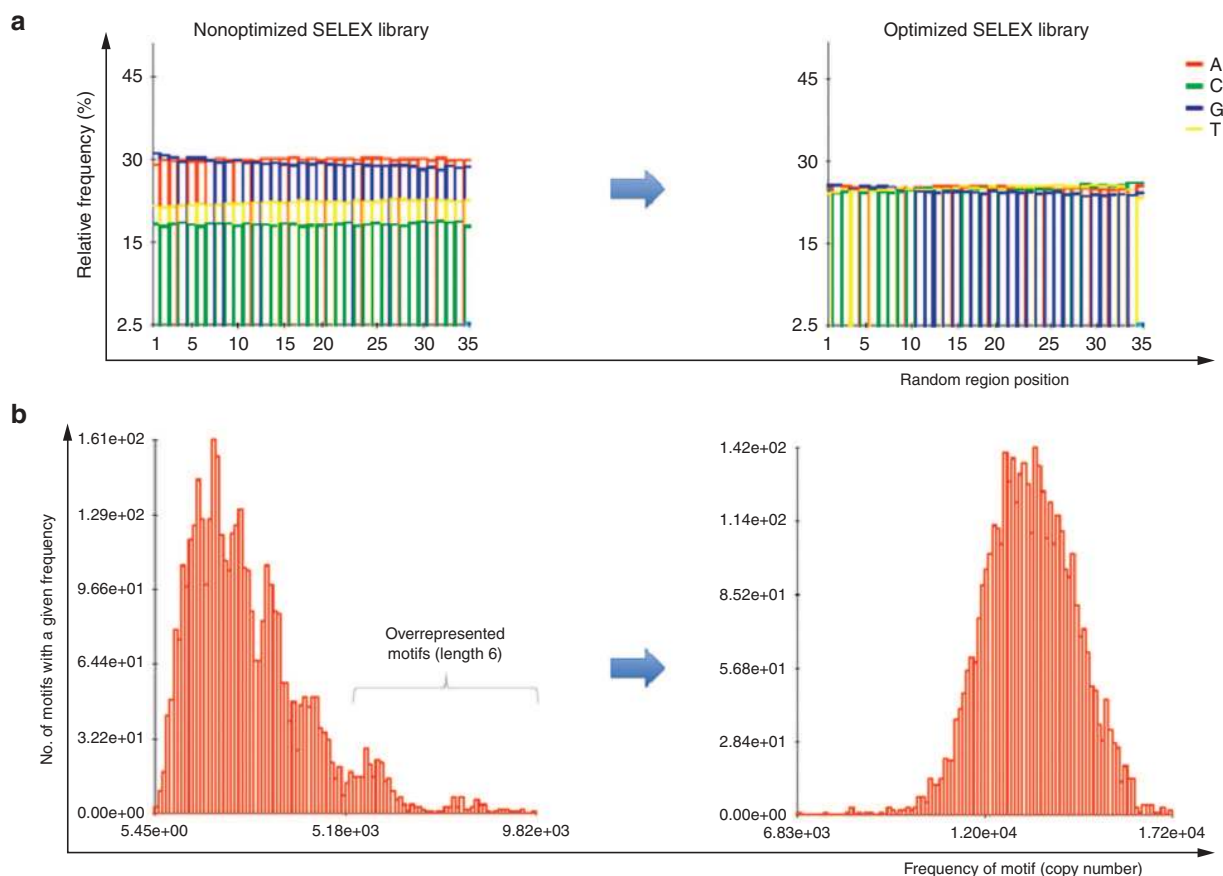 a
Nonoptimized SELEX library
Optimized SELEX library
Relative frequency (%)
45
30
15
2.5
1 5 10 15 20 25 30 35
45
30
15
2.5
1 5 10 15 20 25 30 35
A
C
G
T
Random region position
b
No. of motifs with a given frequency
1.61e+02
1.29e+02
9.66e+01
6.44e+01
3.22e+01
0.00e+00
5.45e+00 5.18e+03 9.82e+03
Overrepresented
motifs (length 6)
1.42e+02
1.14e+02
8.52e+01
5.68e+01
2.84e+01
0.00e+00
6.83e+03 1.20e+04 1.72e+04
Frequency of motif (copy number)